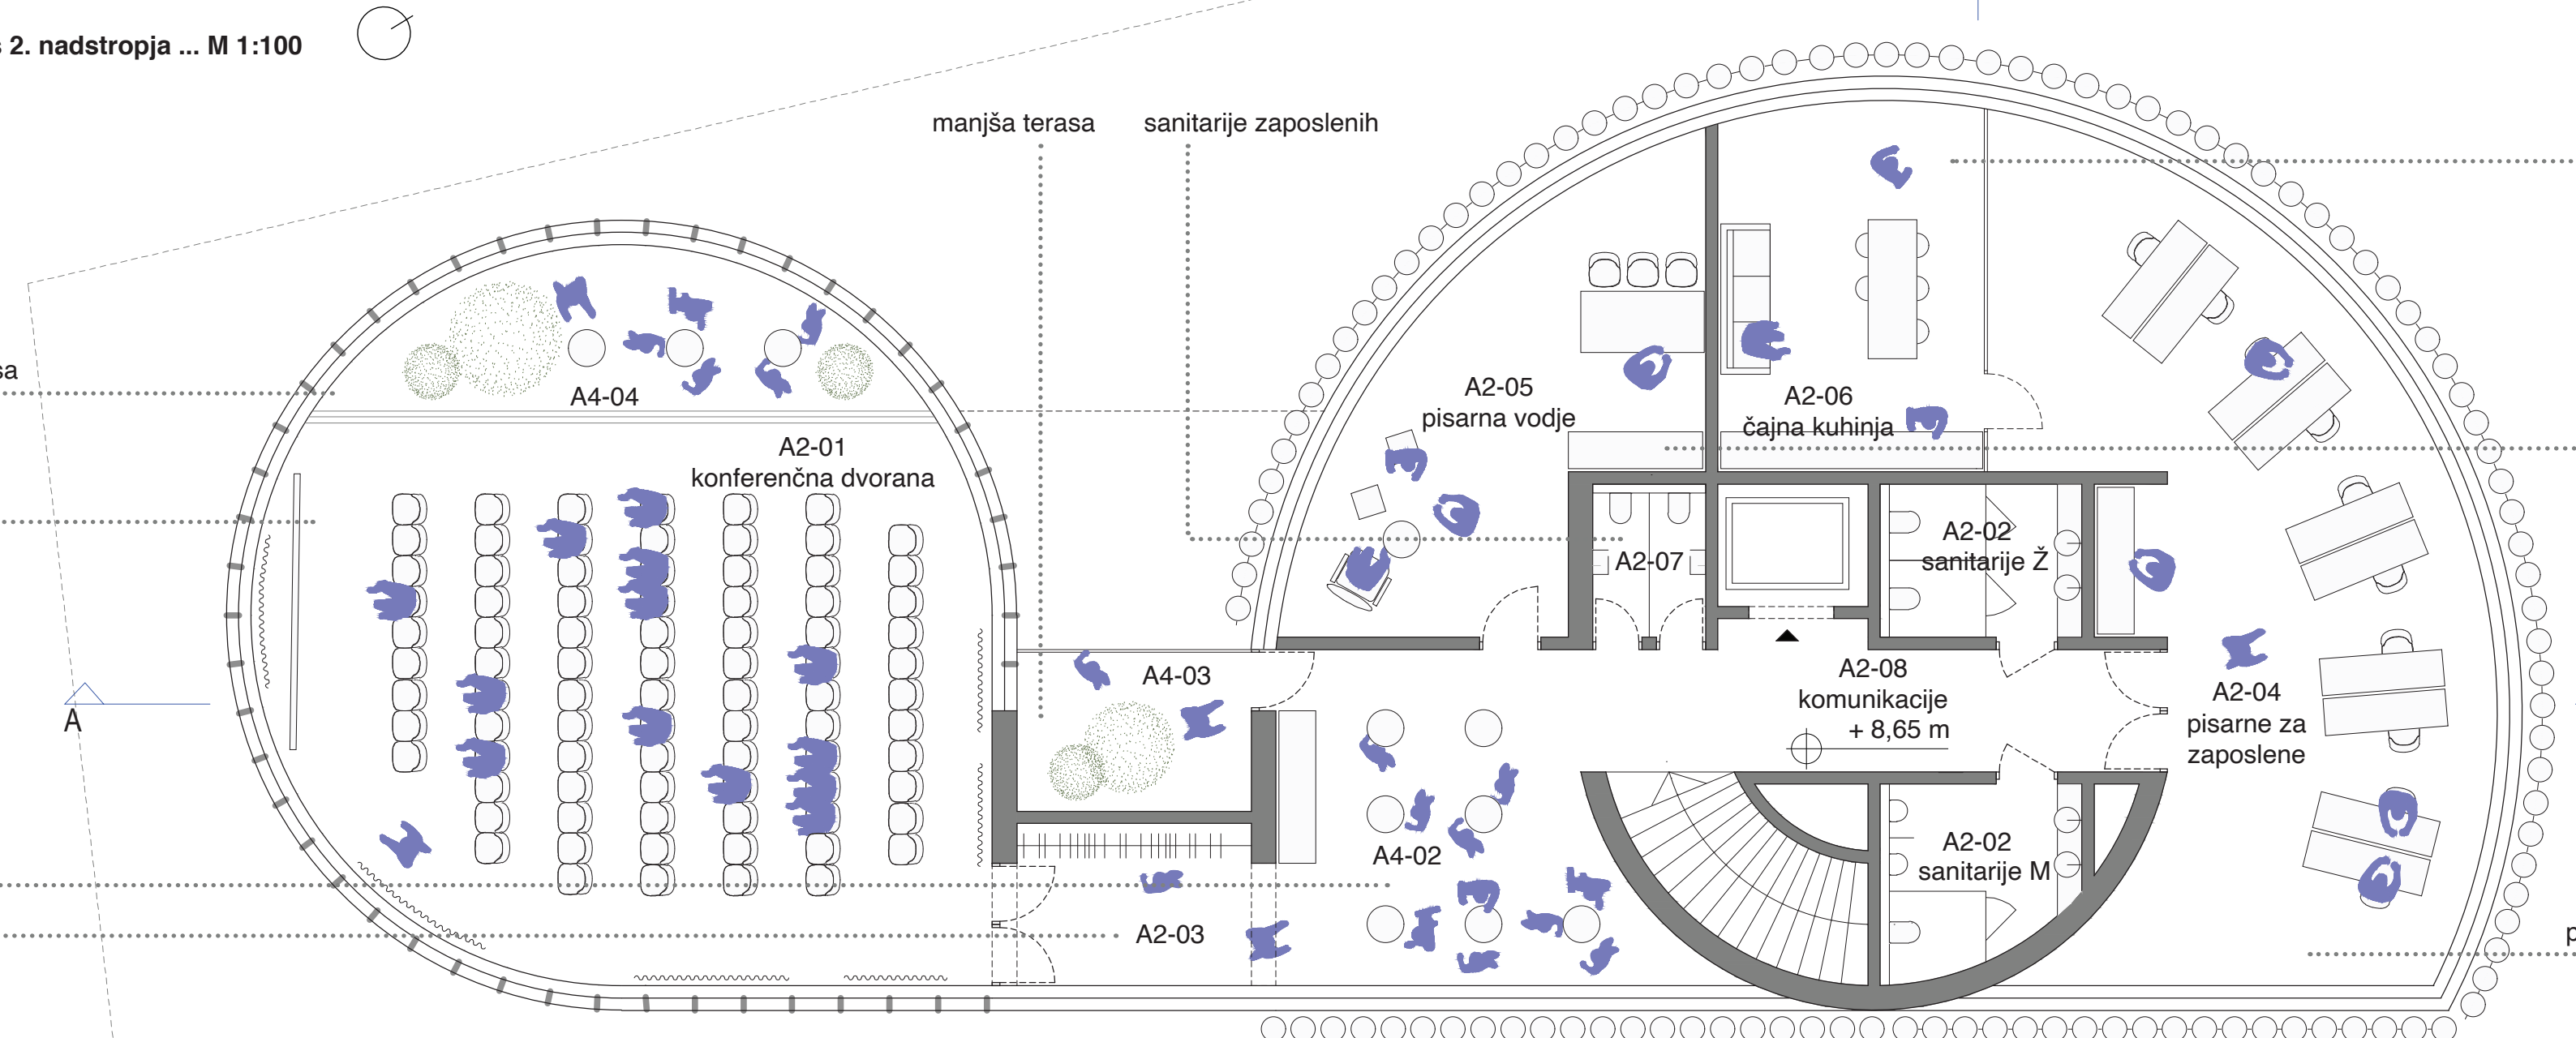 2. nadstropja ... M 1:100
manjša terasa
sanitarije zaposlenih
A4-04
A2-01
konferenčna dvorana
A2-05
pisarna vodje
A2-06
čajna kuhinja
A2-07
A2-02
sanitarije Ž
A4-03
A2-08
komunikacije
+ 8,65 m
A2-04
pisarne za
zaposlene
A
A4-02
A2-02
sanitarije M
A2-03